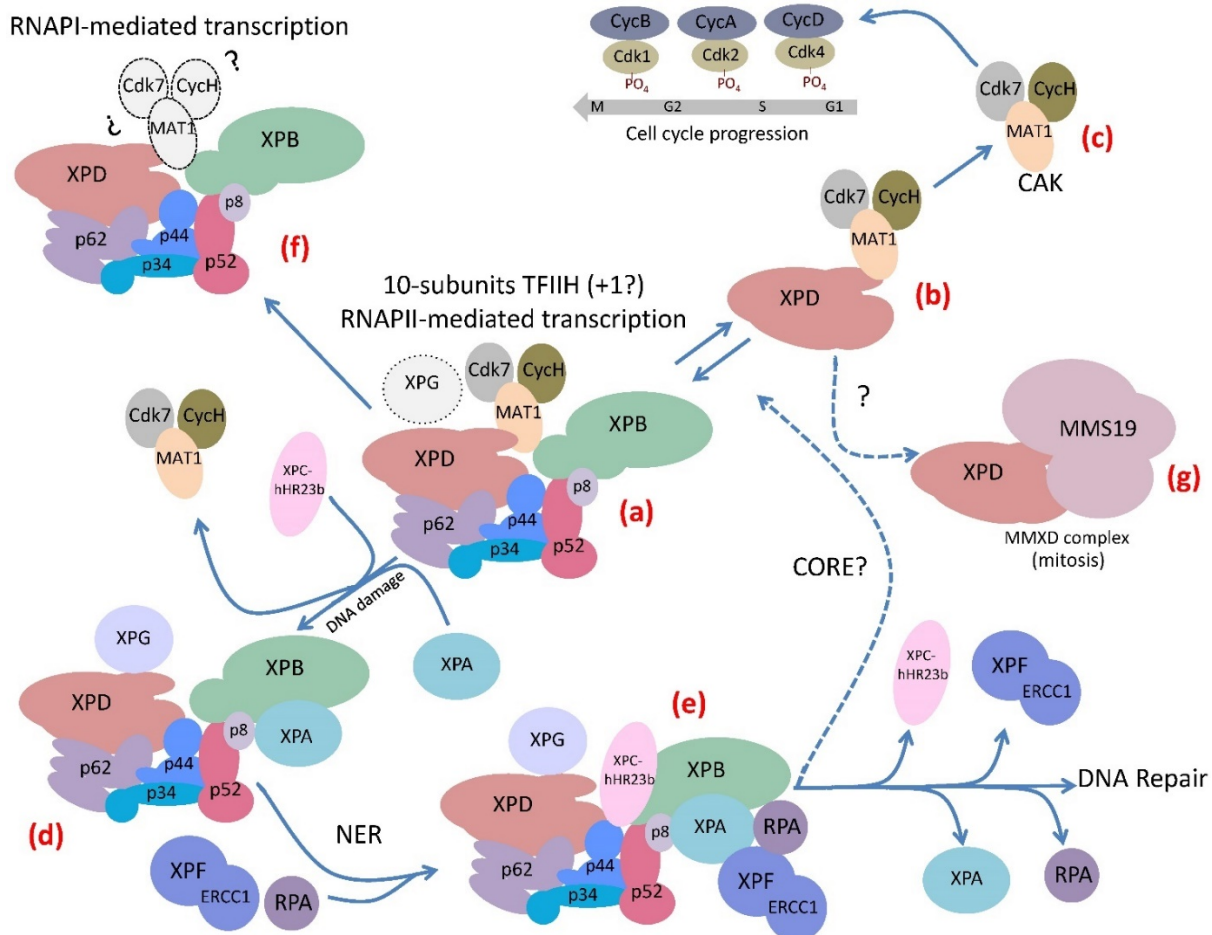 RNAPI-mediated transcription
Cdk7
CycH
?
?
MAT1
XPD
XPB
p8
p62
p44
p34
p52
(f)
CycB
CycA
CycD
Cdk1
Cdk2
Cdk4
PO4
PO4
PO4
M
G2
S
G1
Cell cycle progression
Cdk7
CycH
MAT1
(c)
CAK
Cdk7
CycH
MAT1
XPD
(b)
10-subunits TFIIH (+1?)
RNAPII-mediated transcription
XPG
Cdk7
CycH
MAT1
XPD
XPB
p8
p62
p44
p34
p52
(a)
Cdk7
CycH
MAT1
XPC-
hHR23b
DNA damage
XPA
?
MMS19
XPD
(g)
MMXD complex
(mitosis)
CORE?
XPG
XPB
XPD
XPA
p8
p62
p44
p34
p52
(d)
NER
XPF
ERCC1
RPA
(e)
XPG
XPC-
hHR23b
XPB
XPD
p8
XPA
RPA
p62
p44
p34
p52
XPF
ERCC1
XPC-
hHR23b
XPF
ERCC1
DNA Repair
XPA
RPA